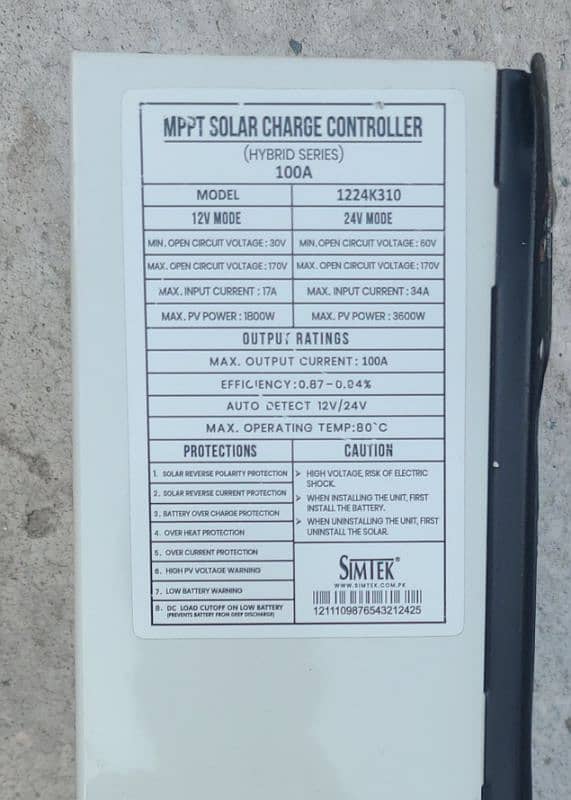 MPPT SOLAR CHARGE CONTROLLER
(HYBRID SERIES)
100A
MODEL 1224K310
12V MODE 24V MODE
MIN. OPEN CIRCUIT VOLTAGE : 30V MIN. OPEN CIRCUIT VOLTAGE : 60V
MAX. OPEN CIRCUIT VOLTAGE : 170V MAX. OPEN CIRCUIT VOLTAGE : 170V
MAX. INPUT CURRENT : 17A MAX. INPUT CURRENT : 34A
MAX. PV POWER : 1800W MAX. PV POWER : 3600W
OUTPUT RATINGS
MAX. OUTPUT CURRENT : 100A
EFFICIENCY:0.87-0.94%
AUTO DETECT 12V/24V
MAX. OPERATING TEMP:80°C
PROTECTIONS
1. SOLAR REVERSE POLARITY PROTECTION
2. SOLAR REVERSE CURRENT PROTECTION
3. BATTERY OVER CHARGE PROTECTION
4. OVER HEAT PROTECTION
5. OVER CURRENT PROTECTION
6. HIGH PV VOLTAGE WARNING
7. LOW BATTERY WARNING
8. DC LOAD CUTOFF ON LOW BATTERY
(PREVENTS BATTERY FROM DEEP DISCHARGE)
CAUTION
> HIGH VOLTAGE, RISK OF ELECTRIC
SHOCK.
> WHEN INSTALLING THE UNIT, FIRST
INSTALL THE BATTERY.
> WHEN UNINSTALLING THE UNIT, FIRST
UNINSTALL THE SOLAR.
SIMTEK®
WWW.SIMTEK.COM.PK
1211109876543212425